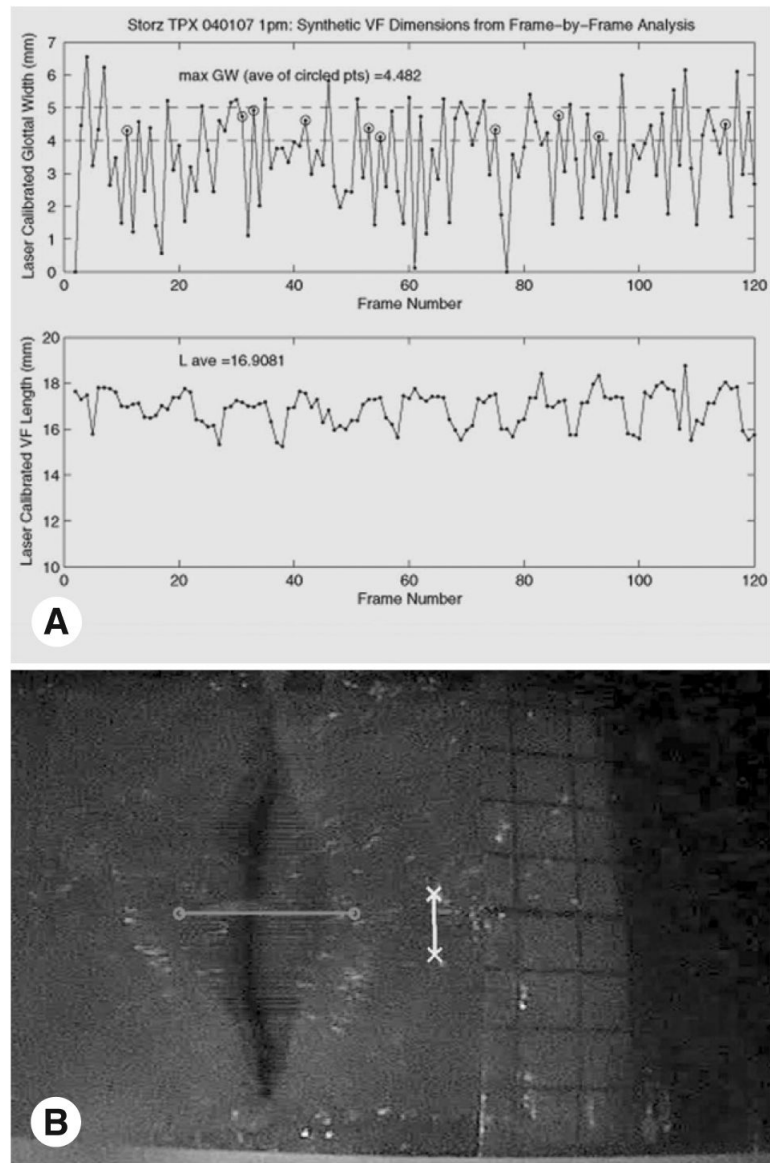 Storz TPX 040107 1pm: Synthetic VF Dimensions from Frame-by-Frame Analysis
Laser Calibrated Glottal Width (mm)
7
6
5
4
3
2
1
0
max GW (ave of circled pts) =4.482
0 20 40 60 80 100 120
Frame Number
Laser Calibrated VF Length (mm)
20
18
16
14
12
10
L ave =16.9081
0 20 40 60 80 100 120
Frame Number
A
B